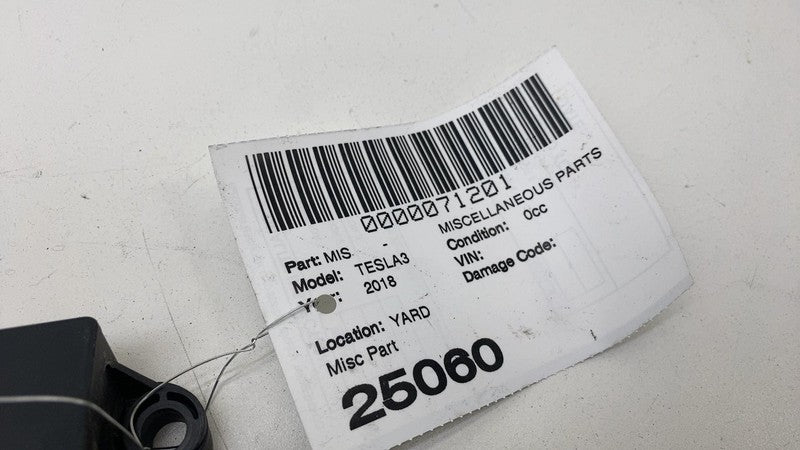 0000071201
Part: MIS - MISCELLANEOUS PARTS
Model: TESLA3 Condition: 0cc
2018 VIN:
Damage Code:
Location: YARD
Misc Part
25060